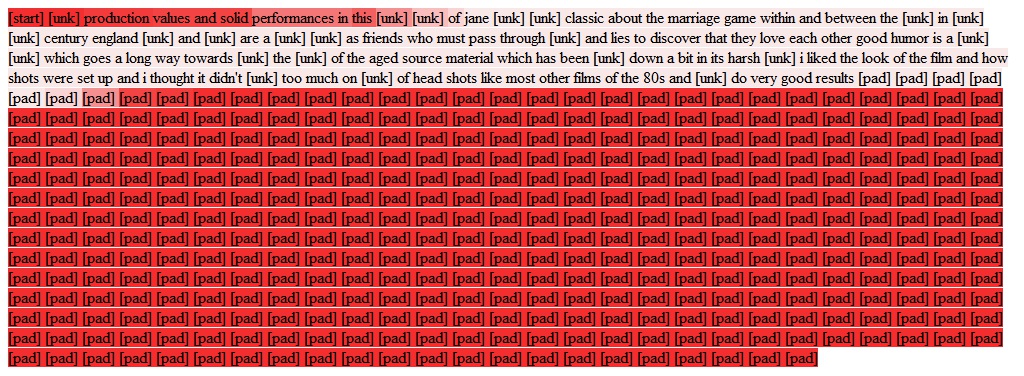 [start] [unk] production values and solid performances in this [unk] [unk] of jane [unk] [unk] classic about the marriage game within and between the [unk] in [unk]
[unk] century england [unk] and [unk] are a [unk] [unk] as friends who must pass through [unk] and lies to discover that they love each other good humor is a [unk]
[unk] which goes a long way towards [unk] the [unk] of the aged source material which has been [unk] down a bit in its harsh [unk] i liked the look of the film and how
shots were set up and i thought it didn't [unk] too much on [unk] of head shots like most other films of the 80s and [unk] do very good results [pad] [pad] [pad] [pad]
[pad] [pad] [pad] [pad] [pad] [pad] [pad] [pad] [pad] [pad] [pad] [pad] [pad] [pad] [pad] [pad] [pad] [pad] [pad] [pad] [pad] [pad] [pad] [pad] [pad] [pad] [pad]
[pad] [pad] [pad] [pad] [pad] [pad] [pad] [pad] [pad] [pad] [pad] [pad] [pad] [pad] [pad] [pad] [pad] [pad] [pad] [pad] [pad] [pad] [pad] [pad] [pad] [pad] [pad]
[pad] [pad] [pad] [pad] [pad] [pad] [pad] [pad] [pad] [pad] [pad] [pad] [pad] [pad] [pad] [pad] [pad] [pad] [pad] [pad] [pad] [pad] [pad] [pad] [pad] [pad] [pad]
[pad] [pad] [pad] [pad] [pad] [pad] [pad] [pad] [pad] [pad] [pad] [pad] [pad] [pad] [pad] [pad] [pad] [pad] [pad] [pad] [pad] [pad] [pad] [pad] [pad] [pad] [pad]
[pad] [pad] [pad] [pad] [pad] [pad] [pad] [pad] [pad] [pad] [pad] [pad] [pad] [pad] [pad] [pad] [pad] [pad] [pad] [pad] [pad] [pad] [pad] [pad] [pad] [pad] [pad]
[pad] [pad] [pad] [pad] [pad] [pad] [pad] [pad] [pad] [pad] [pad] [pad] [pad] [pad] [pad] [pad] [pad] [pad] [pad] [pad] [pad] [pad] [pad] [pad] [pad] [pad] [pad]
[pad] [pad] [pad] [pad] [pad] [pad] [pad] [pad] [pad] [pad] [pad] [pad] [pad] [pad] [pad] [pad] [pad] [pad] [pad] [pad] [pad] [pad] [pad] [pad] [pad] [pad] [pad]
[pad] [pad] [pad] [pad] [pad] [pad] [pad] [pad] [pad] [pad] [pad] [pad] [pad] [pad] [pad] [pad] [pad] [pad] [pad] [pad] [pad] [pad] [pad] [pad] [pad] [pad] [pad]
[pad] [pad] [pad] [pad] [pad] [pad] [pad] [pad] [pad] [pad] [pad] [pad] [pad] [pad] [pad] [pad] [pad] [pad] [pad] [pad] [pad] [pad] [pad] [pad] [pad] [pad] [pad]
[pad] [pad] [pad] [pad] [pad] [pad] [pad] [pad] [pad] [pad] [pad] [pad] [pad] [pad] [pad] [pad] [pad] [pad] [pad] [pad] [pad] [pad] [pad] [pad] [pad] [pad] [pad]
[pad] [pad] [pad] [pad] [pad] [pad] [pad] [pad] [pad] [pad] [pad] [pad] [pad] [pad] [pad] [pad] [pad] [pad] [pad] [pad] [pad] [pad] [pad] [pad] [pad] [pad] [pad]
[pad] [pad] [pad] [pad] [pad] [pad] [pad] [pad] [pad] [pad] [pad] [pad] [pad] [pad] [pad] [pad] [pad] [pad] [pad] [pad] [pad] [pad] [pad] [pad] [pad] [pad] [pad]
[pad] [pad] [pad] [pad] [pad] [pad] [pad] [pad] [pad] [pad] [pad] [pad] [pad] [pad] [pad] [pad] [pad] [pad] [pad] [pad] [pad] [pad] [pad] [pad] [pad] [pad] [pad]
[pad] [pad] [pad] [pad] [pad] [pad] [pad] [pad] [pad] [pad] [pad] [pad] [pad] [pad] [pad] [pad] [pad] [pad] [pad] [pad] [pad] [pad]